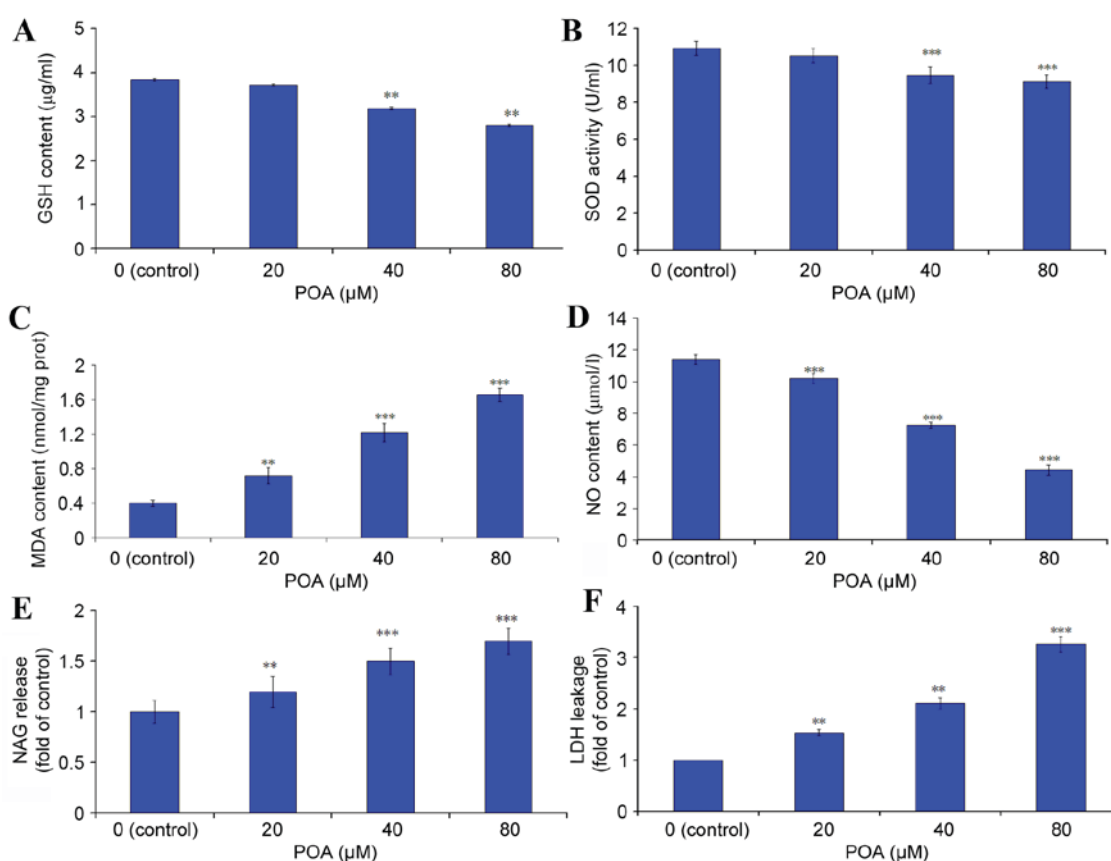 A
GSH content (µg/ml)
5
4
3
2
1
0
**
**
0 (control) 20 40 80
POA (µM)
B
SOD activity (U/ml)
12
10
8
6
4
2
0
***
***
0 (control) 20 40 80
POA (µM)
C
MDA content (nmol/mg prot)
2
1.6
1.2
0.8
0.4
0
**
***
***
0 (control) 20 40 80
POA (µM)
D
NO content (µmol/l)
14
12
10
8
6
4
2
0
***
***
***
0 (control) 20 40 80
POA (µM)
E
NAG release
(fold of control)
2
1.5
1
0.5
0
**
***
***
0 (control) 20 40 80
POA (µM)
F
LDH leakage
(fold of control)
4
3
2
1
0
**
**
***
0 (control) 20 40 80
POA (µM)